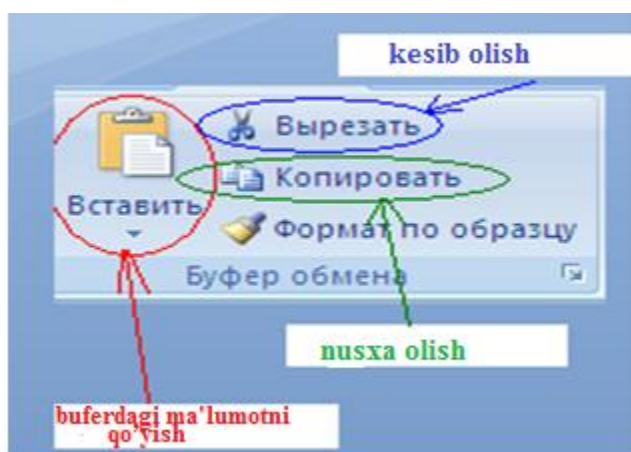 kesib olish
Вырезать
Копировать
Вставить
Формат по образцу
Буфер обмена
nusxa olish
buferdagi ma'lumotni
qo'yish